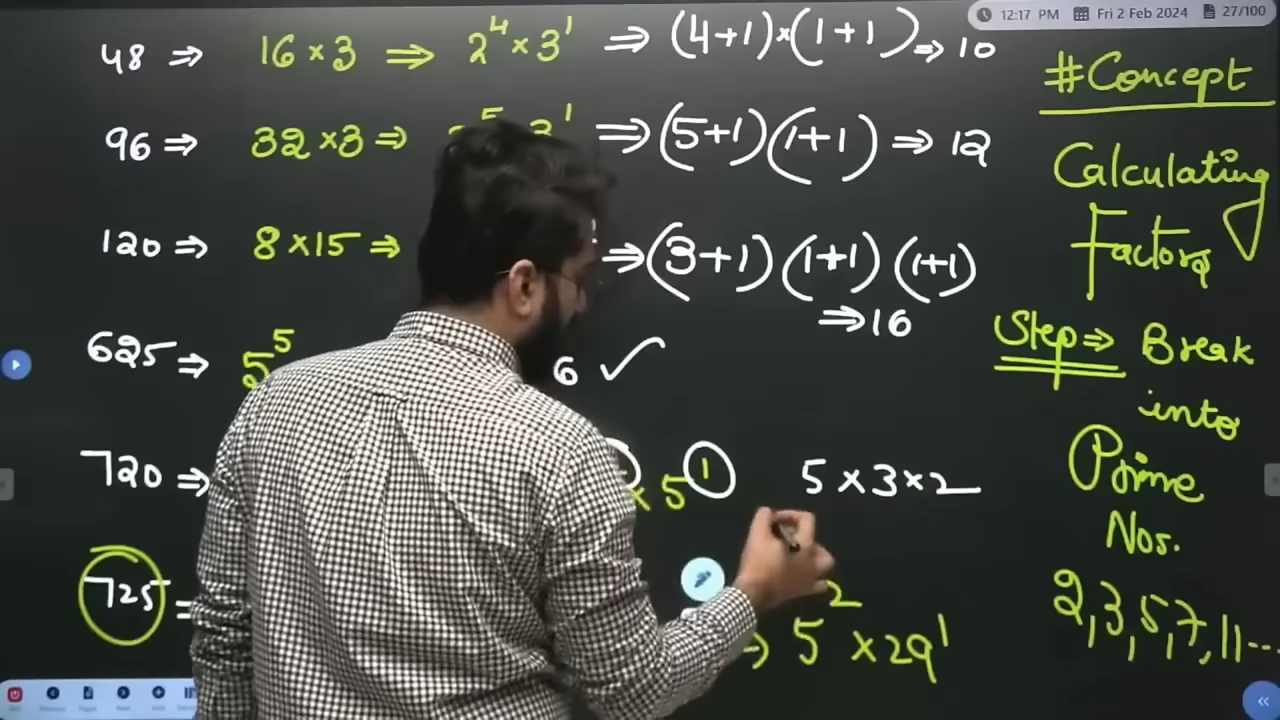 12:17 PM Fri 2 Feb 2024 27/100
48 ⇒ 16 × 3 ⇒ 2⁴ × 3¹ ⇒ (4+1)×(1+1) ⇒ 10
96 ⇒ 32 × 3 ⇒ 3¹ ⇒ (5+1)(1+1) ⇒ 12
120 ⇒ 8 × 15 ⇒ ⇒ (3+1)(1+1)(1+1)
⇒ 16
625 ⇒ 5⁵ 6 ✓
720 ⇒ × 5¹ 5 × 3 × 2
725 = ⇒ 5² × 29¹
#Concept
Calculating
Factors
Step ⇒ Break
into
Prime
Nos.
2,3,5,7,11...